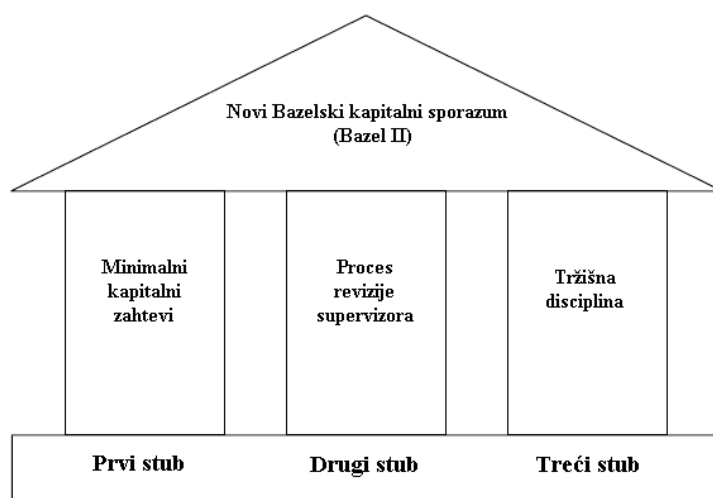 Novi Bazelski kapitalni sporazum
(Bazel II)
Minimalni
kapitalni
zahtevi
Proces
revizije
supervizora
Tržišna
disciplina
Prvi stub
Drugi stub
Treći stub